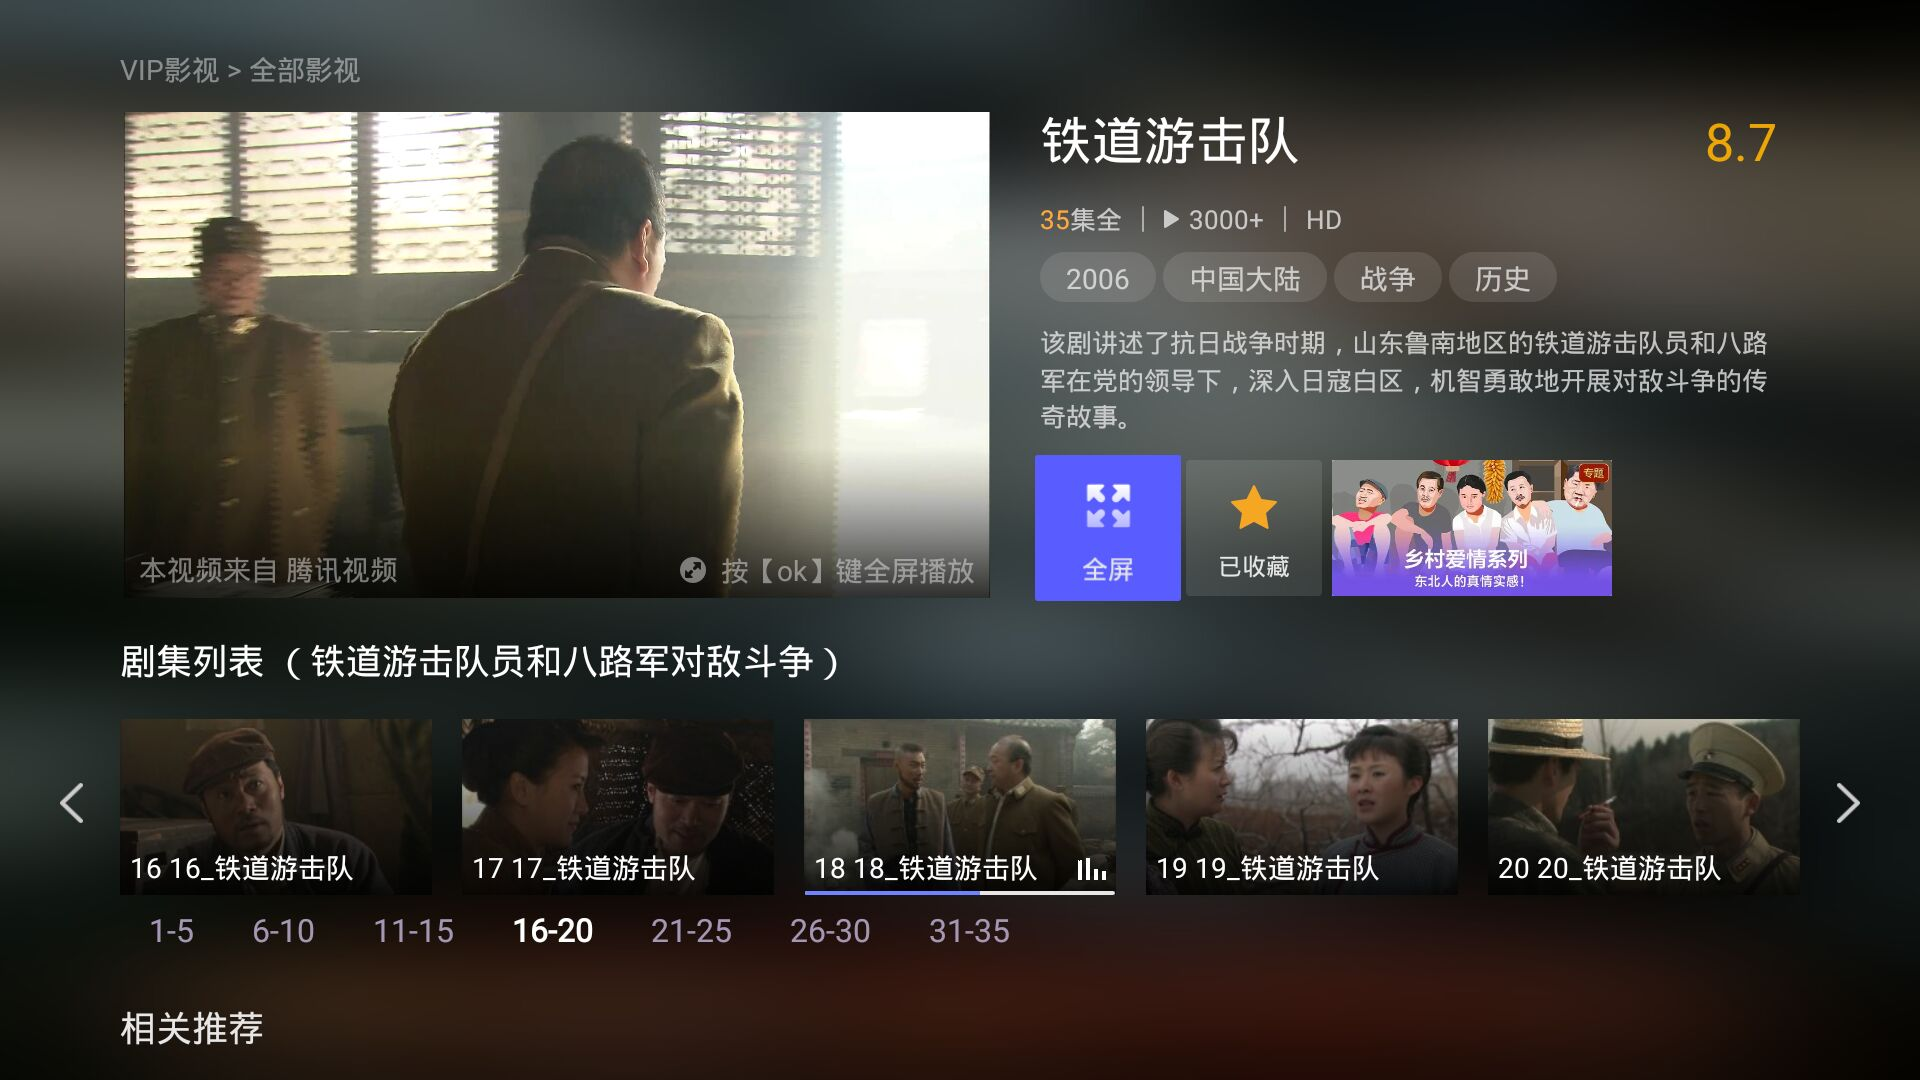 VIP影视 > 全部影视
铁道游击队
8.7
35集全 | 3000+ | HD
2006 中国大陆 战争 历史
该剧讲述了抗日战争时期，山东鲁南地区的铁道游击队员和八路
军在党的领导下，深入日寇白区，机智勇敢地开展对敌斗争的传
奇故事。
本视频来自 腾讯视频
按【ok】键全屏播放
全屏
已收藏
专题
乡村爱情系列
东北人的真情实感！
剧集列表 （铁道游击队员和八路军对敌斗争）
16 16_铁道游击队
17 17_铁道游击队
18 18_铁道游击队
19 19_铁道游击队
20 20_铁道游击队
1-5 6-10 11-15 16-20 21-25 26-30 31-35
相关推荐